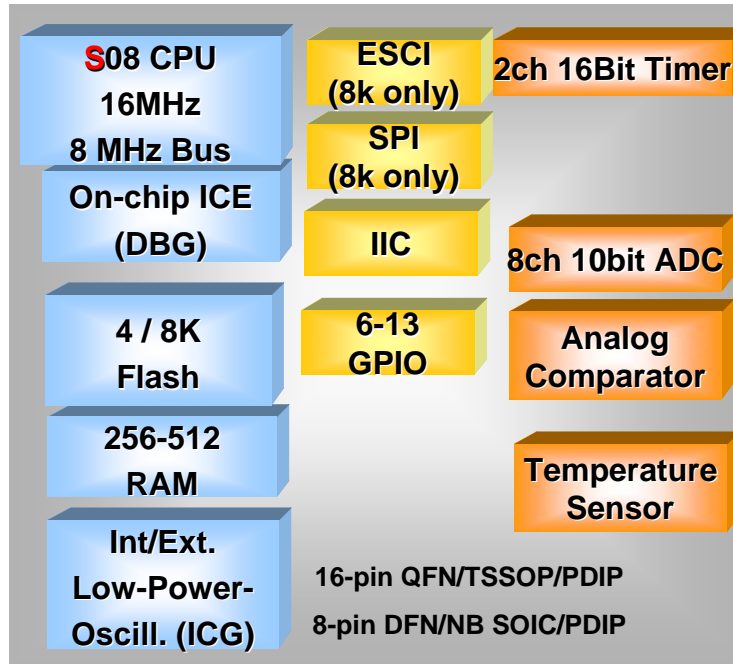 S08 CPU
16MHz
8 MHz Bus
On-chip ICE
(DBG)
4 / 8K
Flash
256-512
RAM
Int/Ext.
Low-Power-
Oscill. (ICG)
ESCI
(8k only)
SPI
(8k only)
IIC
6-13
GPIO
2ch 16Bit Timer
8ch 10bit ADC
Analog
Comparator
Temperature
Sensor
16-pin QFN/TSSOP/PDIP
8-pin DFN/NB SOIC/PDIP